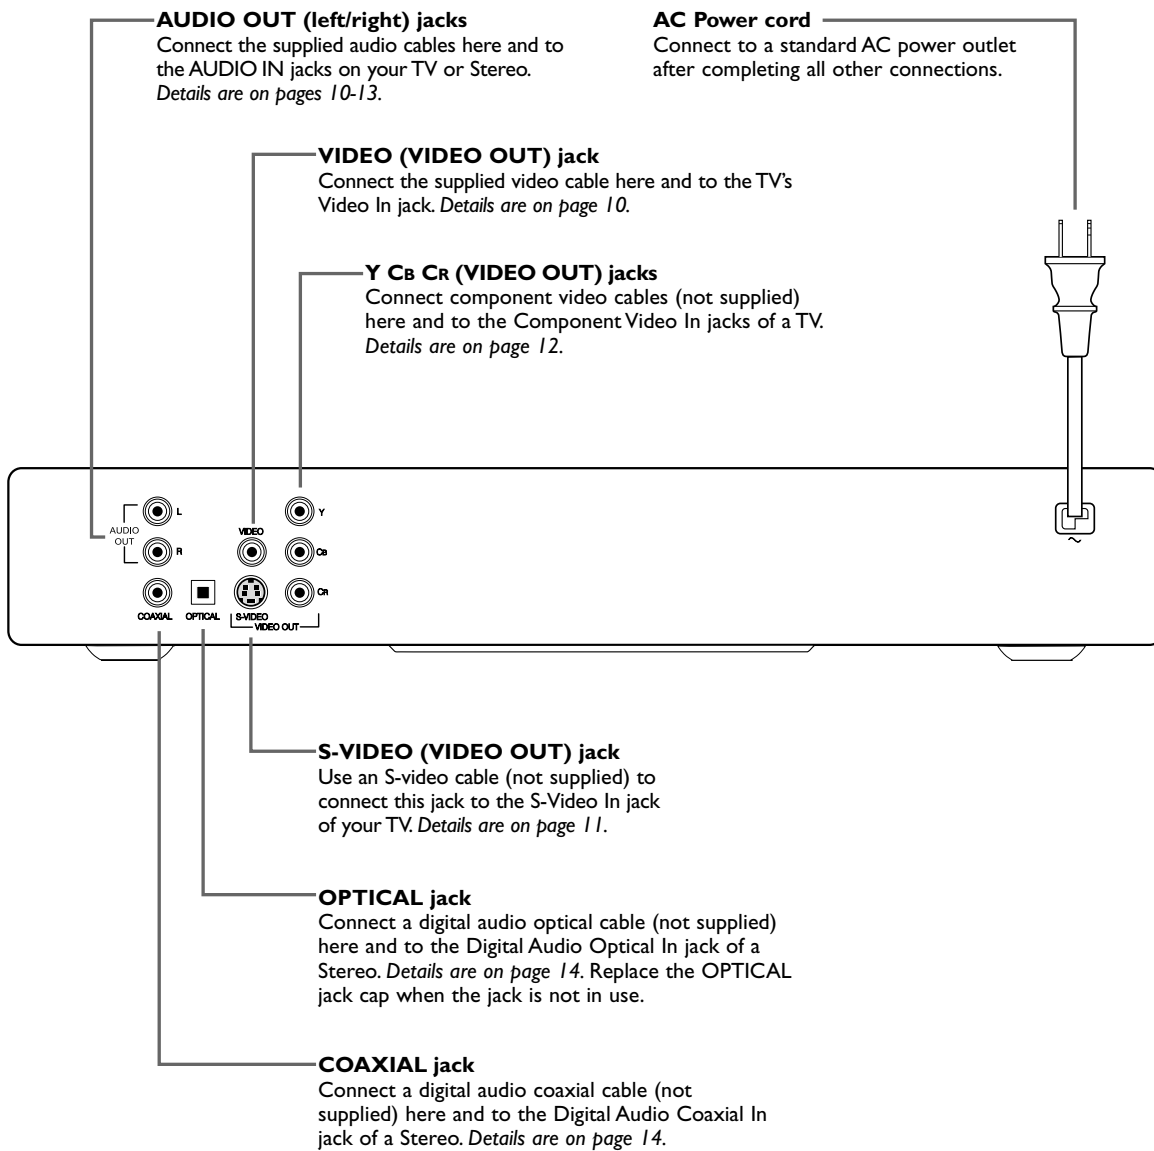 AUDIO OUT (left/right) jacks
Connect the supplied audio cables here and to
the AUDIO IN jacks on your TV or Stereo.
Details are on pages 10-13.
AC Power cord
Connect to a standard AC power outlet
after completing all other connections.
VIDEO (VIDEO OUT) jack
Connect the supplied video cable here and to the TV's
Video In jack. Details are on page 10.
Y CB CR (VIDEO OUT) jacks
Connect component video cables (not supplied)
here and to the Component Video In jacks of a TV.
Details are on page 12.
L
AUDIO
OUT
R
COAXIAL
OPTICAL
VIDEO
S-VIDEO
VIDEO OUT
Y
CB
CR
~
S-VIDEO (VIDEO OUT) jack
Use an S-video cable (not supplied) to
connect this jack to the S-Video In jack
of your TV. Details are on page 11.
OPTICAL jack
Connect a digital audio optical cable (not supplied)
here and to the Digital Audio Optical In jack of a
Stereo. Details are on page 14. Replace the OPTICAL
jack cap when the jack is not in use.
COAXIAL jack
Connect a digital audio coaxial cable (not
supplied) here and to the Digital Audio Coaxial In
jack of a Stereo. Details are on page 14.